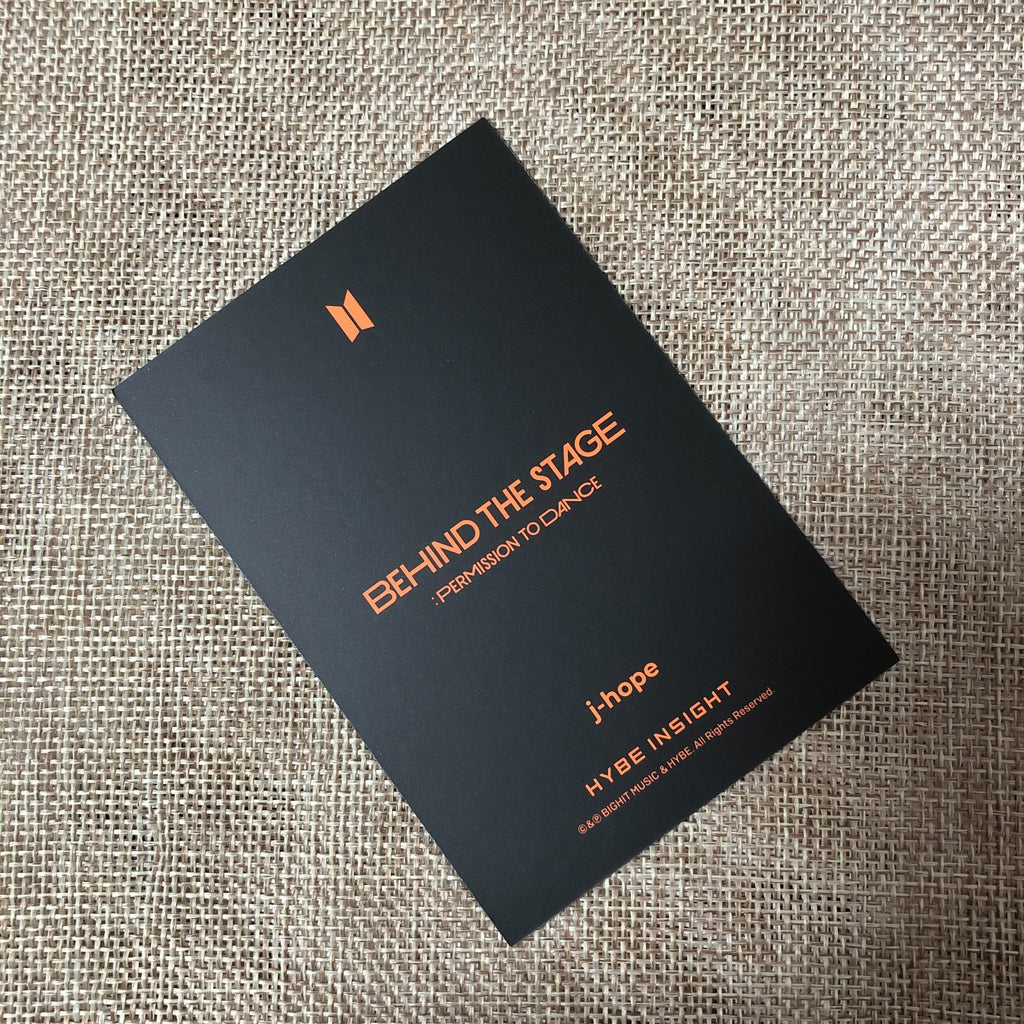 BEHIND THE STAGE
: PERMISSION TO DANCE
j-hope
HYBE INSIGHT
©&℗ BIGHIT MUSIC & HYBE. All Rights Reserved.